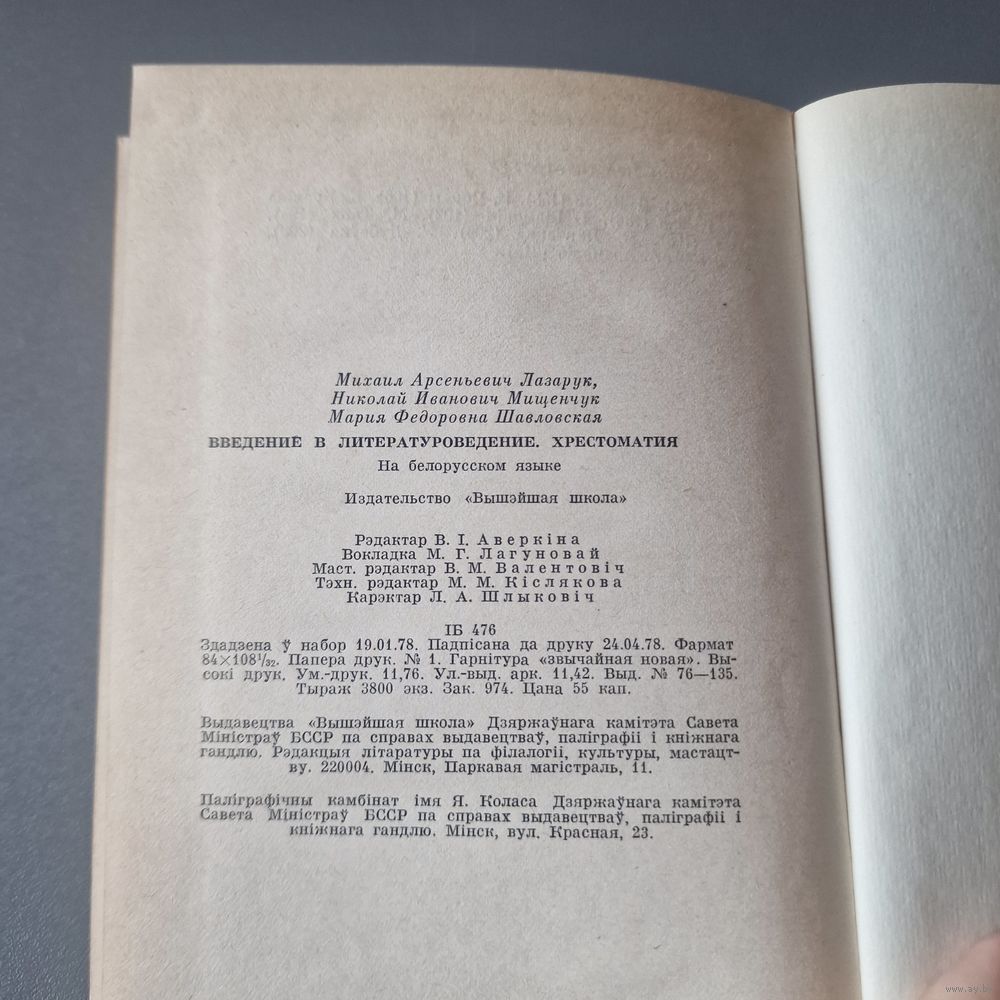 Михаил Арсеньевич Лазарук,
Николай Иванович Мищенчук
Мария Федоровна Шавловская
ВВЕДЕНИЕ В ЛИТЕРАТУРОВЕДЕНИЕ. ХРЕСТОМАТИЯ
На белорусском языке
Издательство «Вышэйшая школа»
Рэдактар В. І. Аверкіна
Вокладка М. Г. Лагуновай
Маст. рэдактар В. М. Валентовіч
Тэхн. рэдактар М. М. Кіслякова
Карэктар Л. А. Шлыковіч
ІБ 476
Здадзена ў набор 19.01.78. Падпісана да друку 24.04.78. Фармат
84×108¹/₃₂. Папера друк. № 1. Гарнітура «звычайная новая». Вы-
сокі друк. Ум.-друк. 11,76. Ул.-выд. арк. 11,42. Выд. № 76—135.
Тыраж 3800 экз. Зак. 974. Цана 55 кап.
Выдавецтва «Вышэйшая школа» Дзяржаўнага камітэта Савета
Міністраў БССР па справах выдавецтваў, паліграфіі і кніжнага
гандлю. Рэдакцыя літаратуры па філалогіі, культуры, мастацт-
ву. 220004. Мінск, Паркавая магістраль, 11.
Паліграфічны камбінат імя Я. Коласа Дзяржаўнага камітэта
Савета Міністраў БССР па справах выдавецтваў, паліграфіі і
кніжнага гандлю. Мінск, вул. Красная, 23.
www.ay.by